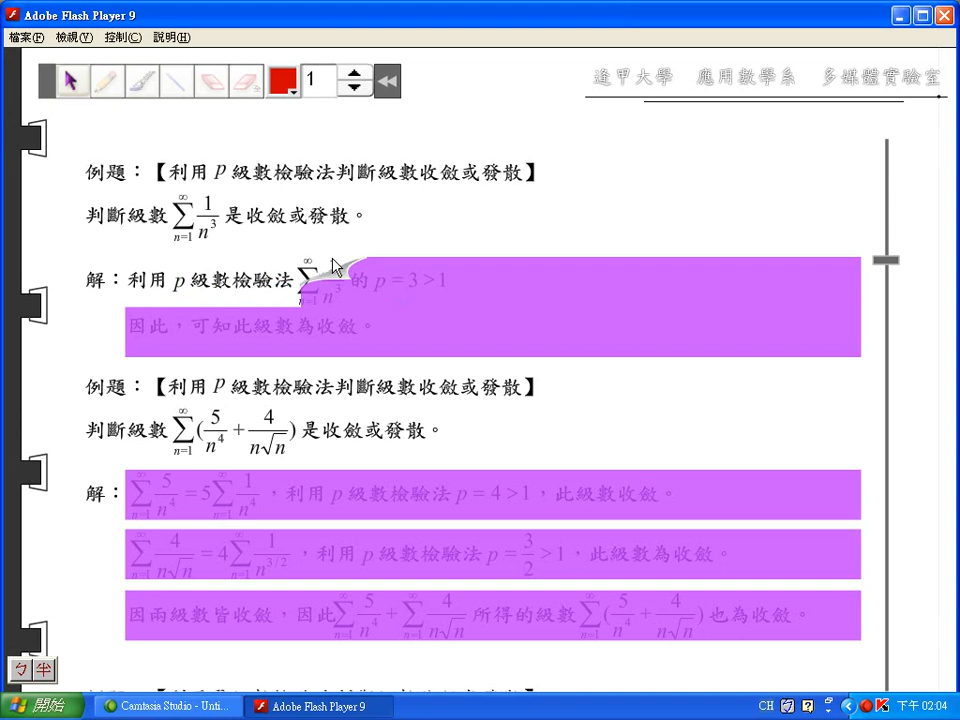 Adobe Flash Player 9
檔案(F) 檢視(V) 控制(C) 說明(H)
1
逢甲大學 應用數學系 多媒體實驗室
例題：【利用 p 級數檢驗法判斷級數收斂或發散】
判斷級數 ∑_{n=1}^{∞} 1/n^3 是收斂或發散。
解：利用 p 級數檢驗法 ∑_{n=1}^{∞} 1/n^3 的 p = 3 > 1
因此，可知此級數為收斂。
例題：【利用 p 級數檢驗法判斷級數收斂或發散】
判斷級數 ∑_{n=1}^{∞} (5/n^4 + 4/(n√n)) 是收斂或發散。
解：∑_{n=1}^{∞} 5/n^4 = 5∑_{n=1}^{∞} 1/n^4，利用 p 級數檢驗法 p = 4 > 1，此級數收斂。
∑_{n=1}^{∞} 4/(n√n) = 4∑_{n=1}^{∞} 1/n^{3/2}，利用 p 級數檢驗法 p = 3/2 > 1，此級數為收斂。
因兩級數皆收斂，因此 ∑_{n=1}^{∞} 5/n^4 + ∑_{n=1}^{∞} 4/(n√n) 所得的級數 ∑_{n=1}^{∞} (5/n^4 + 4/(n√n)) 也為收斂。
ㄅ 半
開始 Camtasia Studio - Unti... Adobe Flash Player 9 CH 下午 02:04